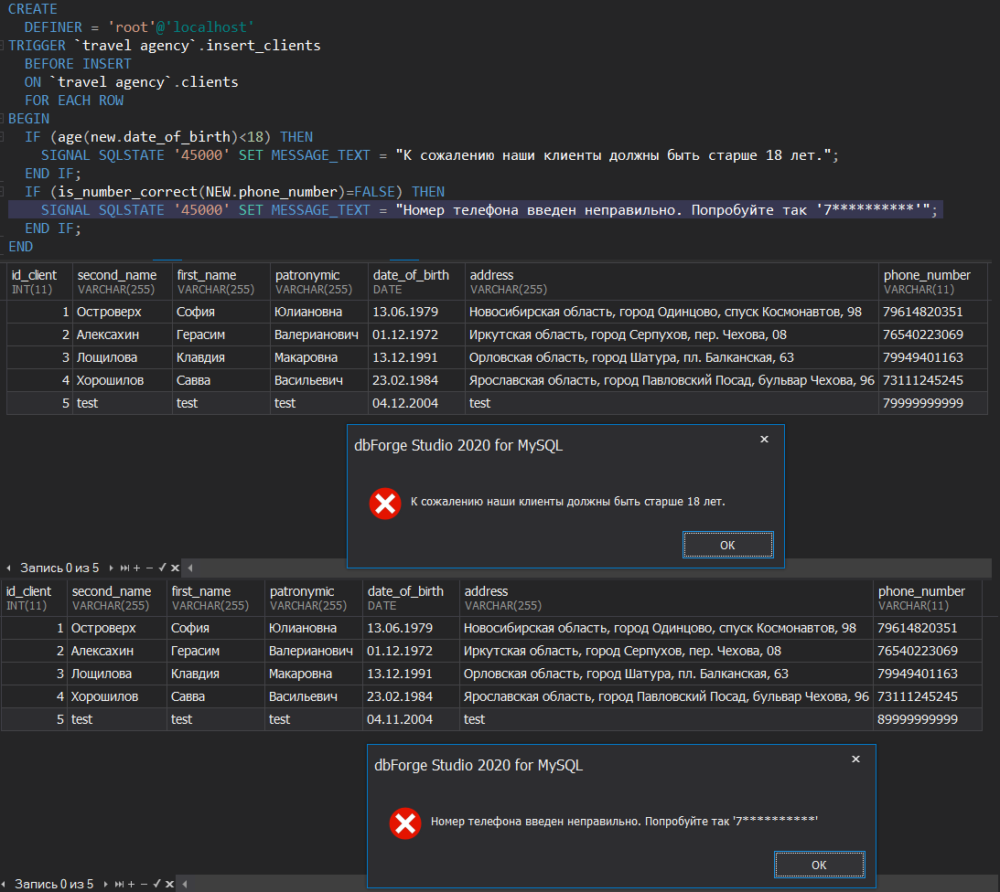 CREATE
DEFINER = 'root'@'localhost'
TRIGGER `travel agency`.insert_clients
BEFORE INSERT
ON `travel agency`.clients
FOR EACH ROW
BEGIN
IF (age(new.date_of_birth)<18) THEN
SIGNAL SQLSTATE '45000' SET MESSAGE_TEXT = "К сожалению наши клиенты должны быть старше 18 лет.";
END IF;
IF (is_number_correct(NEW.phone_number)=FALSE) THEN
SIGNAL SQLSTATE '45000' SET MESSAGE_TEXT = "Номер телефона введен неправильно. Попробуйте так '7**********'";
END IF;
END
id_client second_name first_name patronymic date_of_birth address phone_number
INT(11) VARCHAR(255) VARCHAR(255) VARCHAR(255) DATE VARCHAR(255) VARCHAR(11)
1 Островерх София Юлиановна 13.06.1979 Новосибирская область, город Одинцово, спуск Космонавтов, 98 79614820351
2 Алексахин Герасим Валерианович 01.12.1972 Иркутская область, город Серпухов, пер. Чехова, 08 76540223069
3 Лощилова Клавдия Макаровна 13.12.1991 Орловская область, город Шатура, пл. Балканская, 63 79949401163
4 Хорошилов Савва Васильевич 23.02.1984 Ярославская область, город Павловский Посад, бульвар Чехова, 96 73111245245
5 test test test 04.12.2004 test 79999999999
dbForge Studio 2020 for MySQL
К сожалению наши клиенты должны быть старше 18 лет.
OK
Запись 0 из 5
id_client second_name first_name patronymic date_of_birth address phone_number
INT(11) VARCHAR(255) VARCHAR(255) VARCHAR(255) DATE VARCHAR(255) VARCHAR(11)
1 Островерх София Юлиановна 13.06.1979 Новосибирская область, город Одинцово, спуск Космонавтов, 98 79614820351
2 Алексахин Герасим Валерианович 01.12.1972 Иркутская область, город Серпухов, пер. Чехова, 08 76540223069
3 Лощилова Клавдия Макаровна 13.12.1991 Орловская область, город Шатура, пл. Балканская, 63 79949401163
4 Хорошилов Савва Васильевич 23.02.1984 Ярославская область, город Павловский Посад, бульвар Чехова, 96 73111245245
5 test test test 04.11.2004 test 89999999999
dbForge Studio 2020 for MySQL
Номер телефона введен неправильно. Попробуйте так '7**********'
OK
Запись 0 из 5